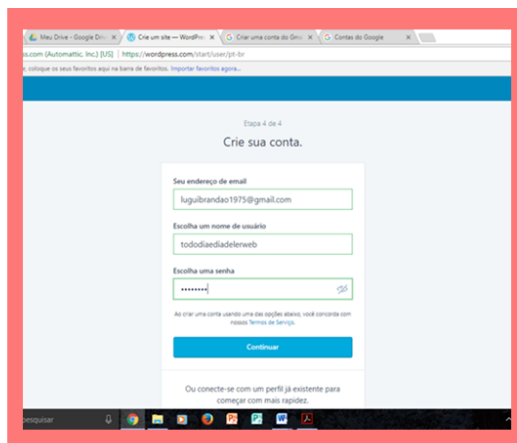 Meu Drive - Google Driv × Crie um site — WordPre × Criar uma conta do Gm × Contas do Google ×
ss.com (Automattic, Inc.) [US] | https://wordpress.com/start/user/pt-br
, coloque os seus favoritos aqui na barra de favoritos. Importar favoritos agora...
Etapa 4 de 4
Crie sua conta.
Seu endereço de email
luguibrandao1975@gmail.com
Escolha um nome de usuário
tododiaediadelerweb
Escolha uma senha
••••••••
Ao criar uma conta usando uma das opções abaixo, você concorda com
nossos Termos de Serviço.
Continuar
Ou conecte-se com um perfil já existente para
começar com mais rapidez.
pesquisar